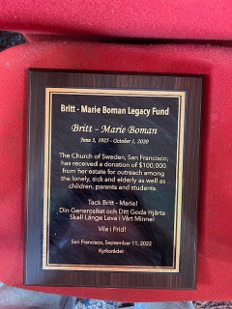 Britt - Marie Boman Legacy Fund
Britt - Marie Boman
June 3, 1925 - October 1, 2020
The Church of Sweden, San Francisco,
has received a donation of $100,000
from her estate for outreach among
the lonely, sick and elderly as well as
children, parents and students.
Tack Britt - Marie!
Din Generositet och Ditt Goda Hjärta
Skall Länge Leva i Vårt Minne!
Vila i Frid!
San Francisco, September 11, 2022
Kyrkorådet